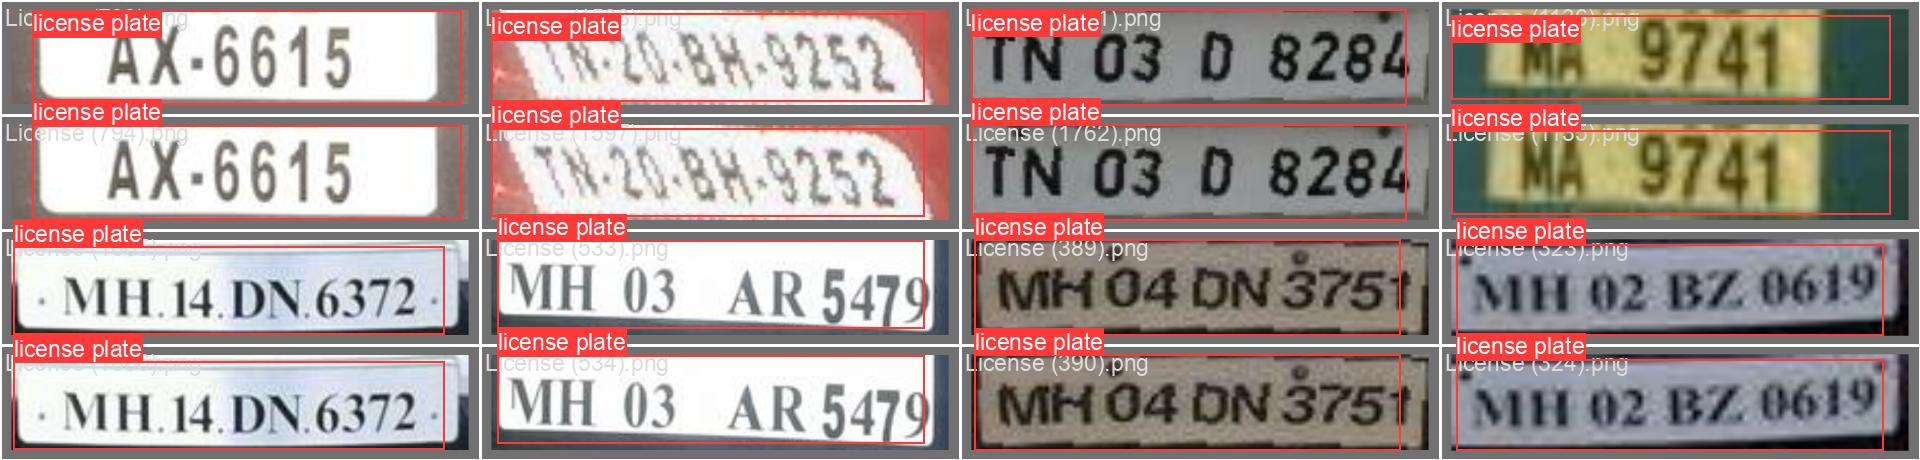 license plate
AX-6615
license plate
TN·20·BH·9252
license plate
TN 03 D 8284
license plate
MA 9741
license plate
License (794).png
AX-6615
license plate
License (1597).png
TN·20·BH·9252
license plate
License (1762).png
TN 03 D 8284
license plate
License (1135).png
MA 9741
license plate
· MH.14.DN.6372 ·
license plate
License (533).png
MH 03 AR 5479
license plate
License (389).png
MH 04 DN 3751
license plate
License (323).png
MH 02 BZ 0619
license plate
· MH.14.DN.6372 ·
license plate
License (534).png
MH 03 AR 5479
license plate
License (390).png
MH 04 DN 3751
license plate
License (324).png
MH 02 BZ 0619